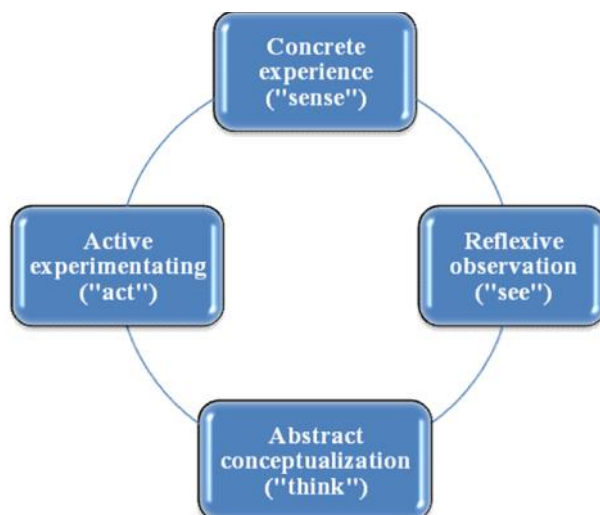 Concrete
experience
("sense")
Reflexive
observation
("see")
Abstract
conceptualization
("think")
Active
experimentating
("act")